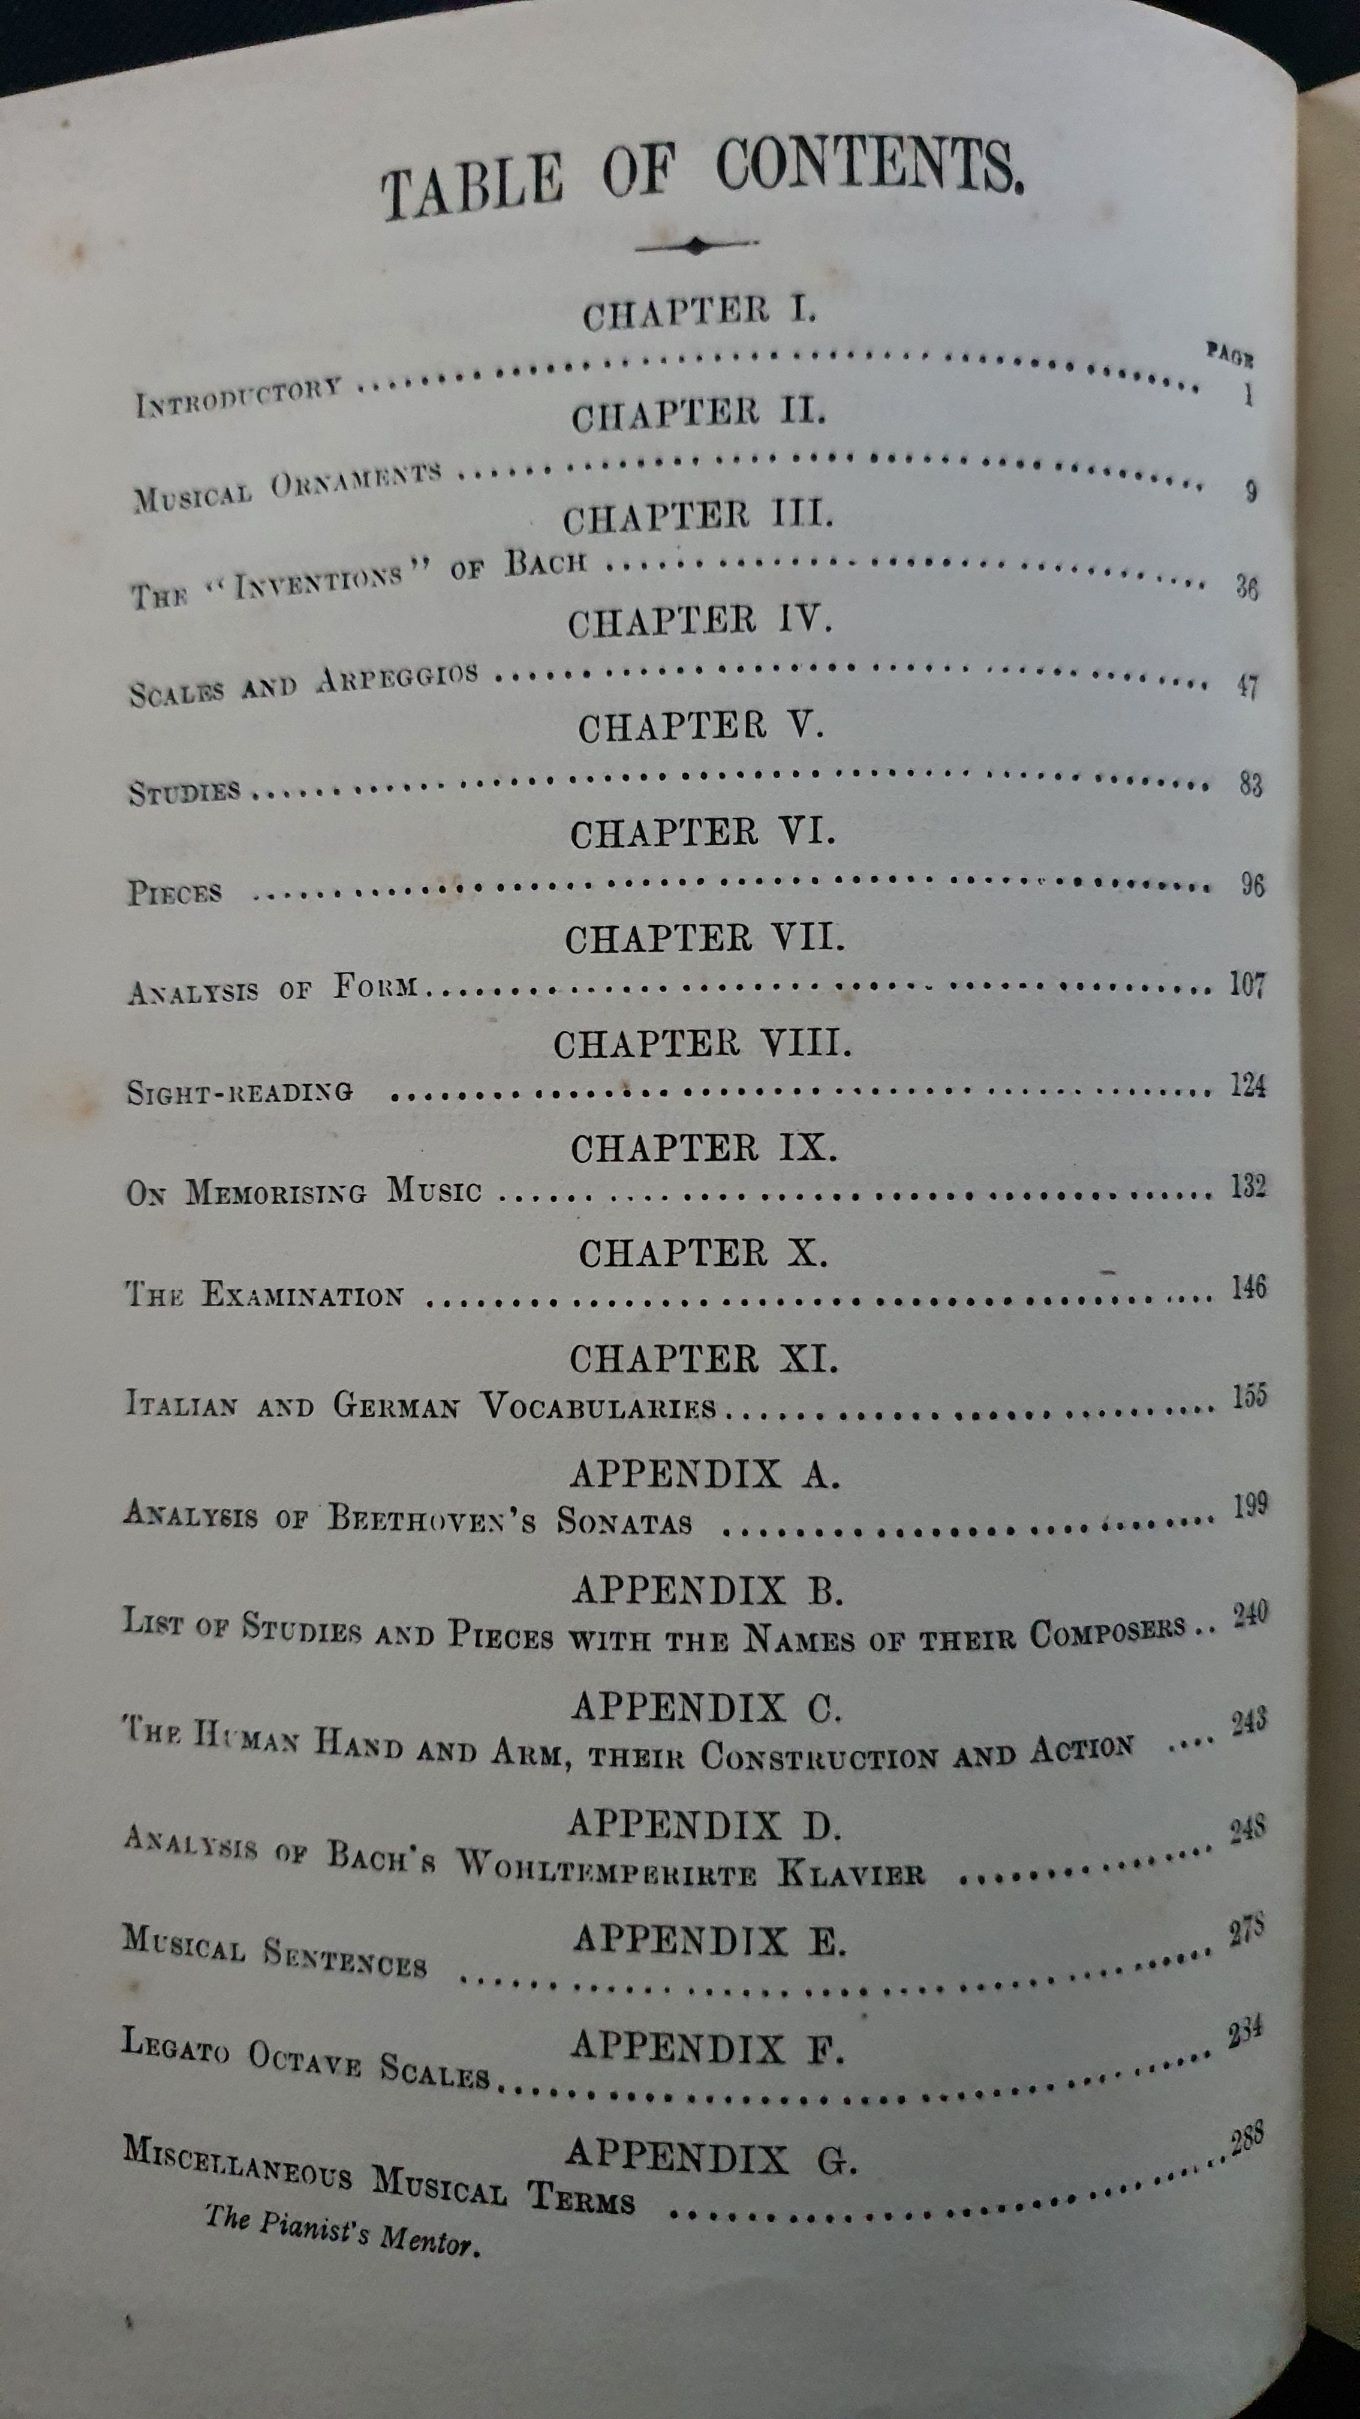 TABLE OF CONTENTS.
CHAPTER I.
PAGE
INTRODUCTORY ........ 1
CHAPTER II.
MUSICAL ORNAMENTS ........ 9
CHAPTER III.
THE "INVENTIONS" OF BACH ........ 36
CHAPTER IV.
SCALES AND ARPEGGIOS ........ 47
CHAPTER V.
STUDIES ........ 83
CHAPTER VI.
PIECES ........ 96
CHAPTER VII.
ANALYSIS OF FORM ........ 107
CHAPTER VIII.
SIGHT-READING ........ 124
CHAPTER IX.
ON MEMORISING MUSIC ........ 132
CHAPTER X.
THE EXAMINATION ........ 146
CHAPTER XI.
ITALIAN AND GERMAN VOCABULARIES ........ 155
APPENDIX A.
ANALYSIS OF BEETHOVEN'S SONATAS ........ 199
APPENDIX B.
LIST OF STUDIES AND PIECES WITH THE NAMES OF THEIR COMPOSERS .. 240
APPENDIX C.
THE HUMAN HAND AND ARM, THEIR CONSTRUCTION AND ACTION .... 243
APPENDIX D.
ANALYSIS OF BACH'S WOHLTEMPERIRTE KLAVIER ........ 248
APPENDIX E.
MUSICAL SENTENCES ........ 278
APPENDIX F.
LEGATO OCTAVE SCALES ........ 284
APPENDIX G.
MISCELLANEOUS MUSICAL TERMS ........ 288
The Pianist's Mentor.